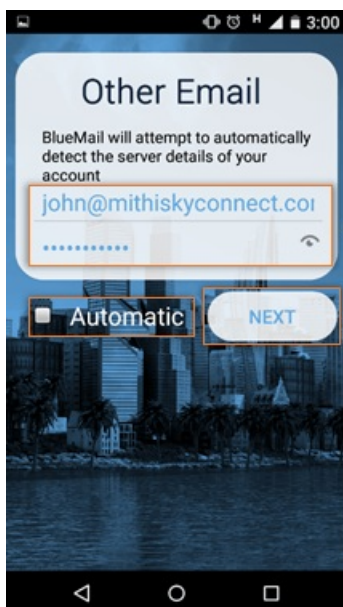 H 3:00
Other Email
BlueMail will attempt to automatically
detect the server details of your
account
john@mithiskyconnect.com
Automatic
NEXT